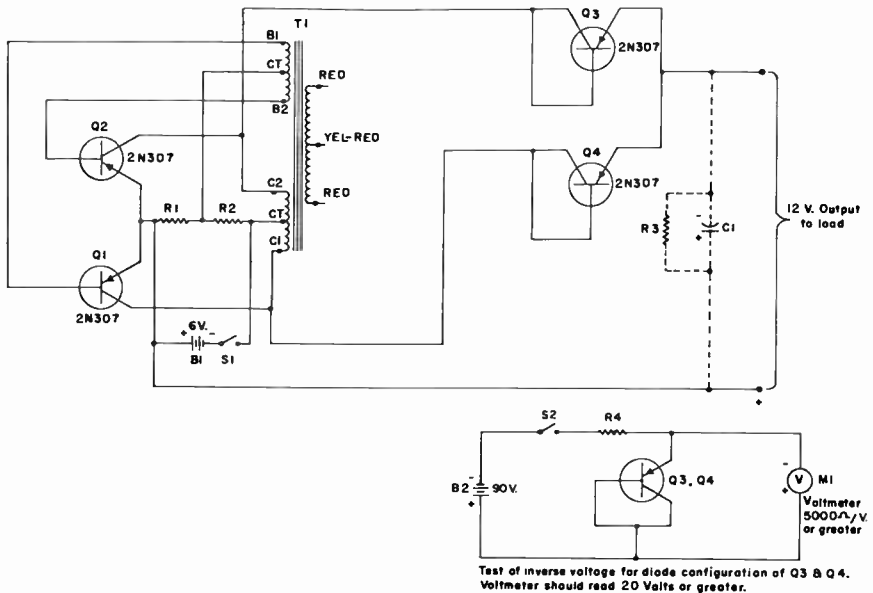 Q3
2N307
T1
B1
CT
B2
RED
YEL-RED
RED
Q2
2N307
C2
CT
C1
R1
R2
Q4
2N307
R3
-
+
C1
12 V. Output
to load
Q1
2N307
+
6V.
-
B1
S1
+
S2
R4
B2
-
+
90V.
Q3, Q4
-
+
V
M1
Voltmeter
5000Ω/V.
or greater
Test of inverse voltage for diode configuration of Q3 & Q4.
Voltmeter should read 20 Volts or greater.